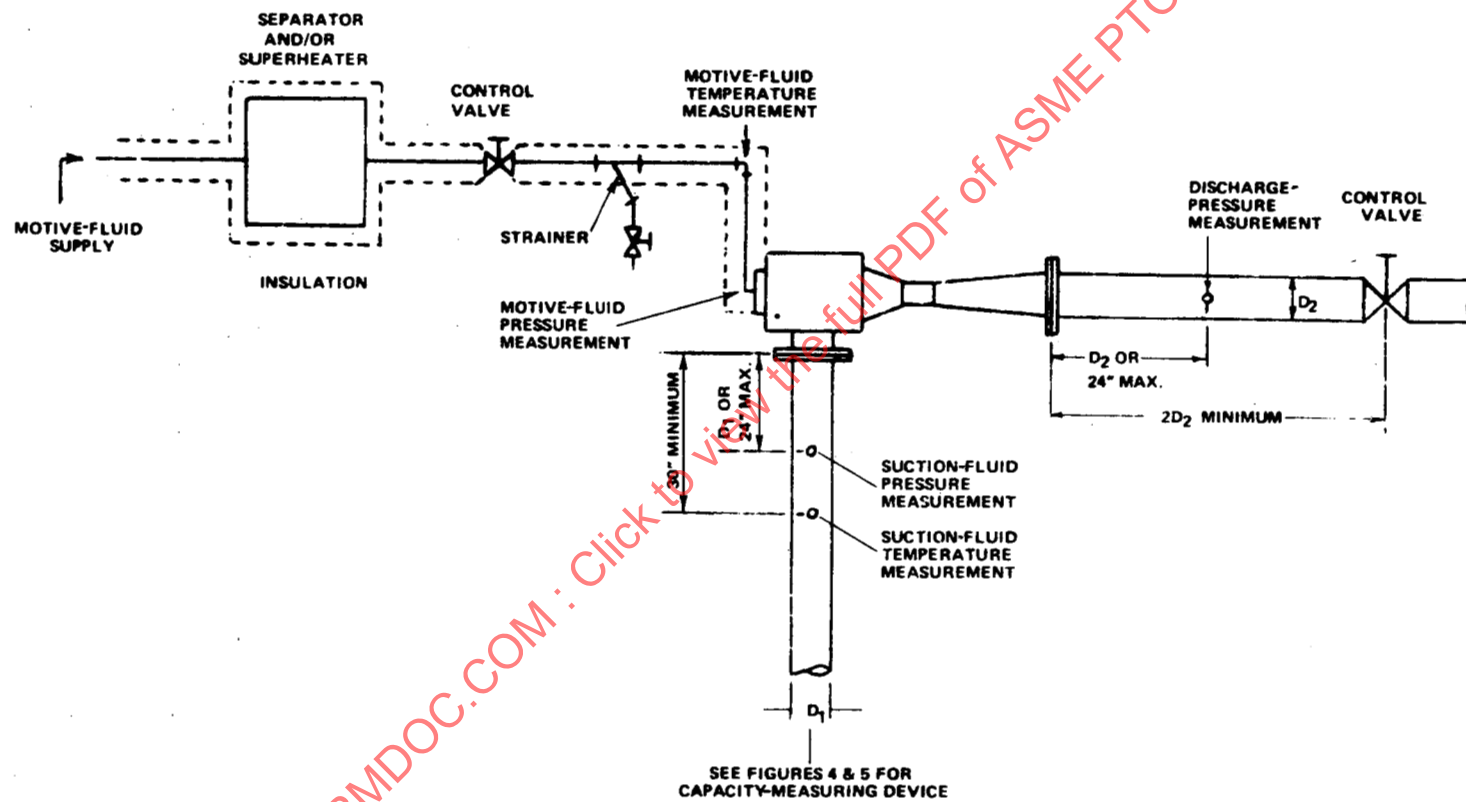 SEPARATOR
AND/OR
SUPERHEATER
CONTROL
VALVE
MOTIVE-FLUID
TEMPERATURE
MEASUREMENT
MOTIVE-FLUID
SUPPLY
INSULATION
STRAINER
MOTIVE-FLUID
PRESSURE
MEASUREMENT
DISCHARGE-
PRESSURE
MEASUREMENT
CONTROL
VALVE
D2
D2 OR
24" MAX.
2D2 MINIMUM
30" MINIMUM
D1 OR
24" MAX.
SUCTION-FLUID
PRESSURE
MEASUREMENT
SUCTION-FLUID
TEMPERATURE
MEASUREMENT
D1
SEE FIGURES 4 & 5 FOR
CAPACITY-MEASURING DEVICE
RMDOC.COM : Click to view the full PDF of ASME PTC